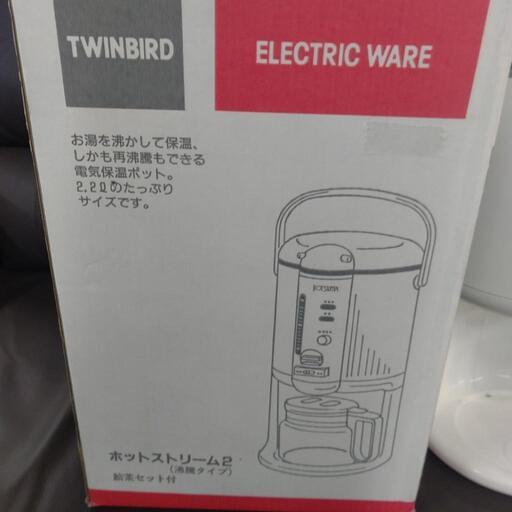 TWINBIRD
ELECTRIC WARE
お湯を沸かして保温、
しかも再沸騰もできる
電気保温ポット。
2.2ℓのたっぷり
サイズです。
ホットストリーム2
(沸騰タイプ)
給茶セット付